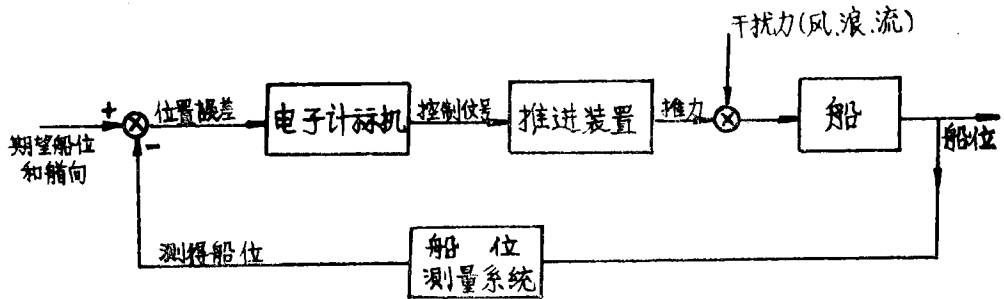 干扰力(风、浪、流)
+
位置誤差
电子计标机
控制信号
推进装置
推力
船
期望船位
和艏向
-
船位
测得船位
船位
测量系统